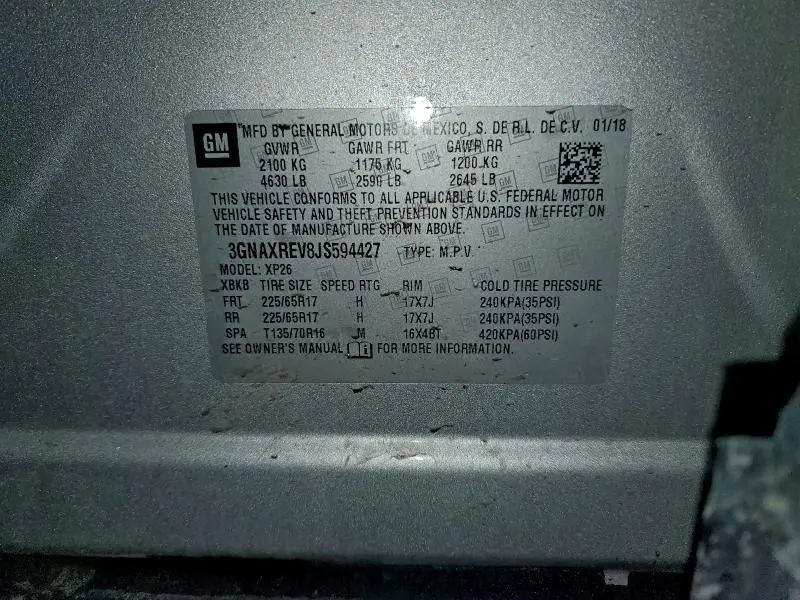 GM
MFD BY GENERAL MOTORS DE MEXICO, S. DE R.L. DE C.V. 01/18
GVWR GAWR FRT GAWR RR
2100 KG 1175 KG 1200 KG
4630 LB 2590 LB 2645 LB
THIS VEHICLE CONFORMS TO ALL APPLICABLE U.S. FEDERAL MOTOR
VEHICLE SAFETY AND THEFT PREVENTION STANDARDS IN EFFECT ON
THE DATE OF MANUFACTURE SHOWN ABOVE.
3GNAXREV8JS594427 TYPE: M.P.V.
MODEL: XP26
XBKB TIRE SIZE SPEED RTG RIM COLD TIRE PRESSURE
FRT 225/65R17 H 17X7J 240KPA(35PSI)
RR 225/65R17 H 17X7J 240KPA(35PSI)
SPA T135/70R16 M 16X4BT 420KPA(60PSI)
SEE OWNER'S MANUAL FOR MORE INFORMATION.